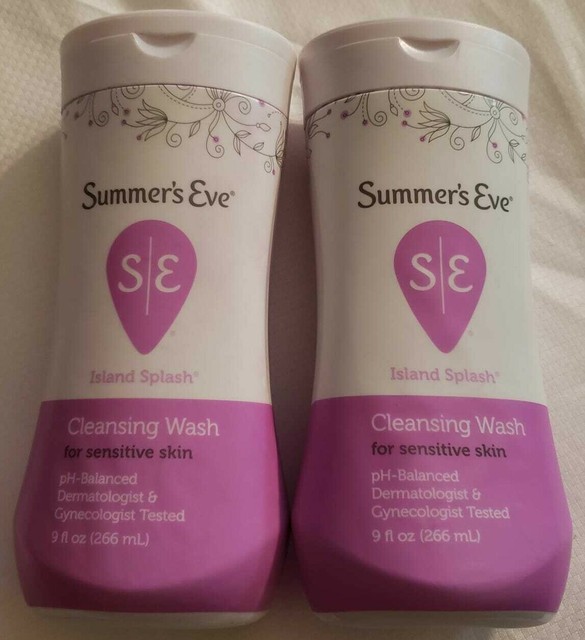 Summer's Eve®
S|E
Island Splash®
Cleansing Wash
for sensitive skin
pH-Balanced
Dermatologist &
Gynecologist Tested
9 fl oz (266 mL)
Summer's Eve®
S|E
Island Splash®
Cleansing Wash
for sensitive skin
pH-Balanced
Dermatologist &
Gynecologist Tested
9 fl oz (266 mL)